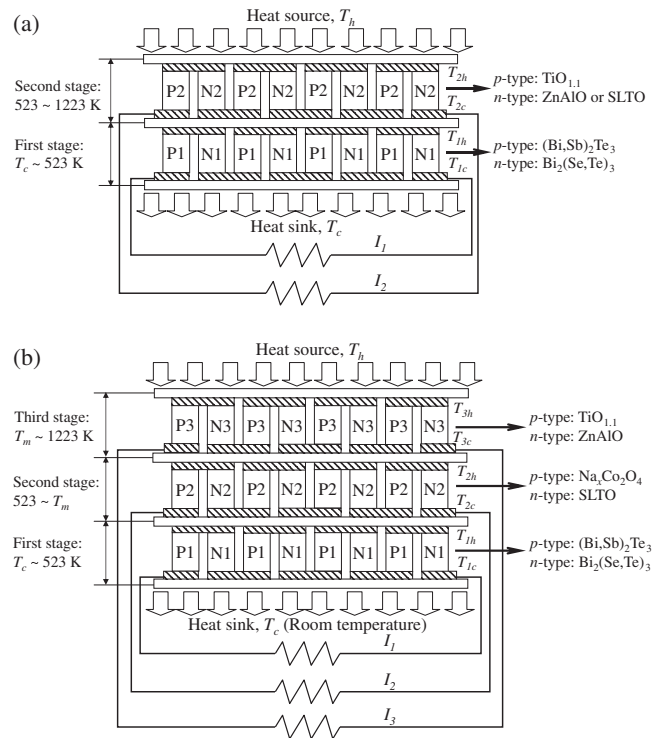 (a)
Heat source, T_h
Second stage:
523 ~ 1223 K
P2 N2 P2 N2 P2 N2 P2 N2
T_2h
T_2c
p-type: TiO_1.1
n-type: ZnAlO or SLTO
First stage:
T_c ~ 523 K
P1 N1 P1 N1 P1 N1 P1 N1
T_1h
T_1c
p-type: (Bi,Sb)_2Te_3
n-type: Bi_2(Se,Te)_3
Heat sink, T_c
I_1
I_2
(b)
Heat source, T_h
Third stage:
T_m ~ 1223 K
P3 N3 P3 N3 P3 N3 P3 N3
T_3h
T_3c
p-type: TiO_1.1
n-type: ZnAlO
Second stage:
523 ~ T_m
P2 N2 P2 N2 P2 N2 P2 N2
T_2h
T_2c
p-type: Na_xCo_2O_4
n-type: SLTO
First stage:
T_c ~ 523 K
P1 N1 P1 N1 P1 N1 P1 N1
T_1h
T_1c
p-type: (Bi,Sb)_2Te_3
n-type: Bi_2(Se,Te)_3
Heat sink, T_c (Room temperature)
I_1
I_2
I_3